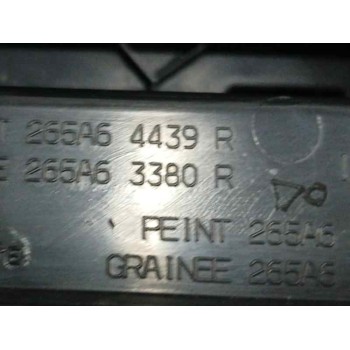 T 265A6 4439 R
E 265A6 3380 R
PEINT 265A6
GRAINEE 265A6